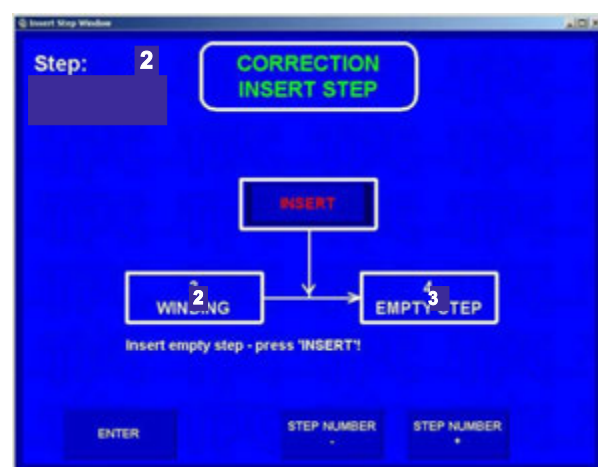 Insert Step Window
Step: 2
CORRECTION
INSERT STEP
INSERT
2
WINDING
4
3
EMPTY STEP
Insert empty step - press 'INSERT'!
ENTER
STEP NUMBER
-
STEP NUMBER
+